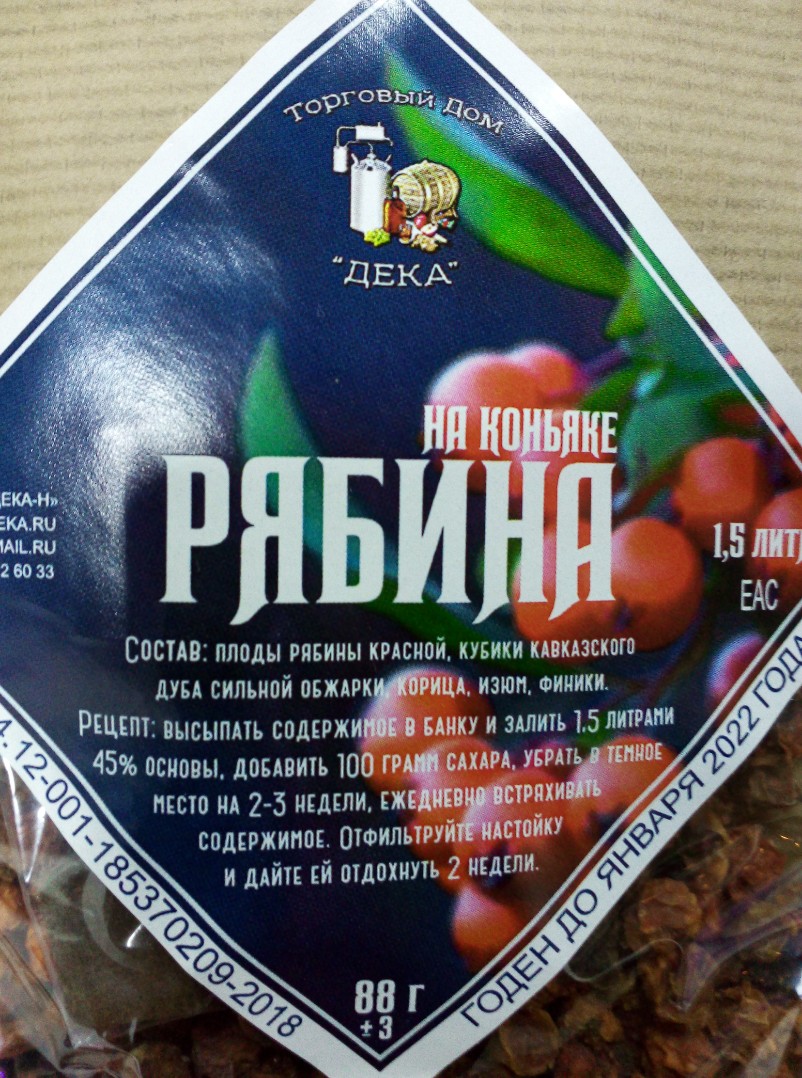 Торговый Дом
"ДЕКА"
НА КОНЬЯКЕ
РЯБИНА
ЕКА-Н»
EKA.RU
MAIL.RU
2 60 33
1,5 ЛИТ
EAC
Состав: плоды рябины красной, кубики кавказского
дуба сильной обжарки, корица, изюм, финики.
Рецепт: высыпать содержимое в банку и залить 1.5 литрами
45% основы, добавить 100 грамм сахара, убрать в темное
место на 2-3 недели, ежедневно встряхивать
содержимое. Отфильтруйте настойку
и дайте ей отдохнуть 2 недели.
4.12-001-185370209-2018
ГОДЕН ДО ЯНВАРЯ 2022 ГОДА
88 г
± 3